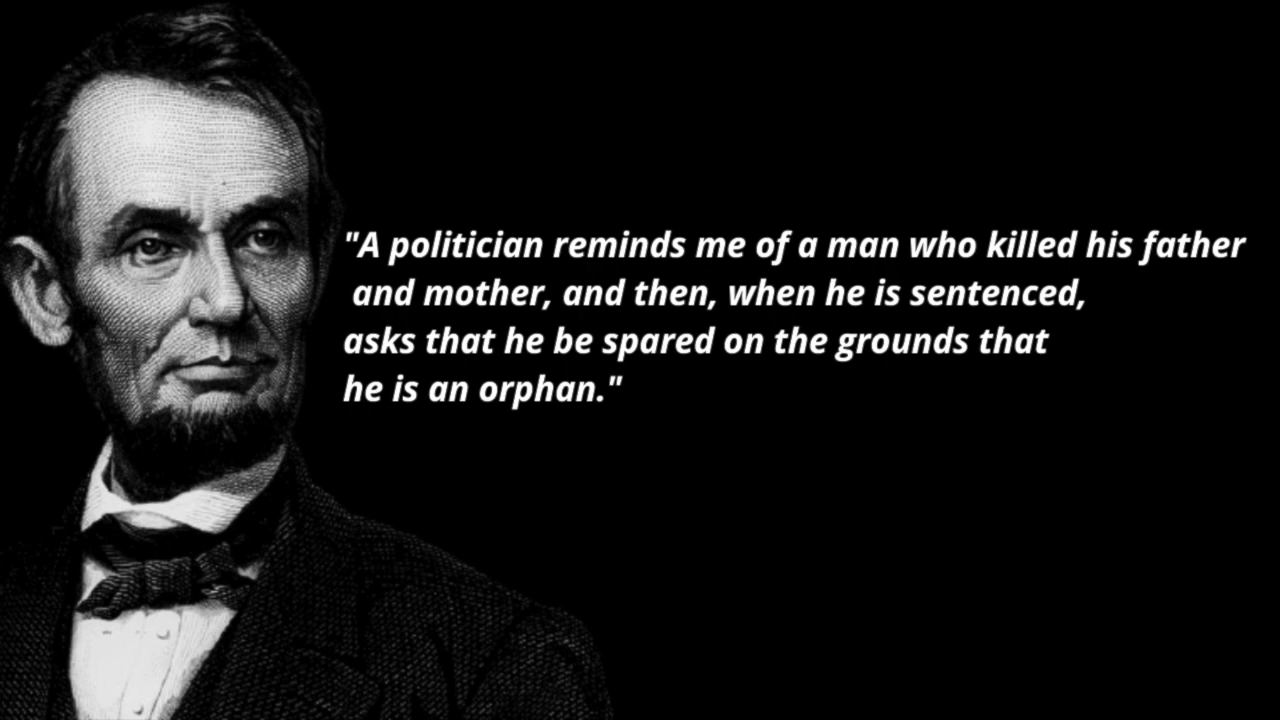 "A politician reminds me of a man who killed his father
and mother, and then, when he is sentenced,
asks that he be spared on the grounds that
he is an orphan."